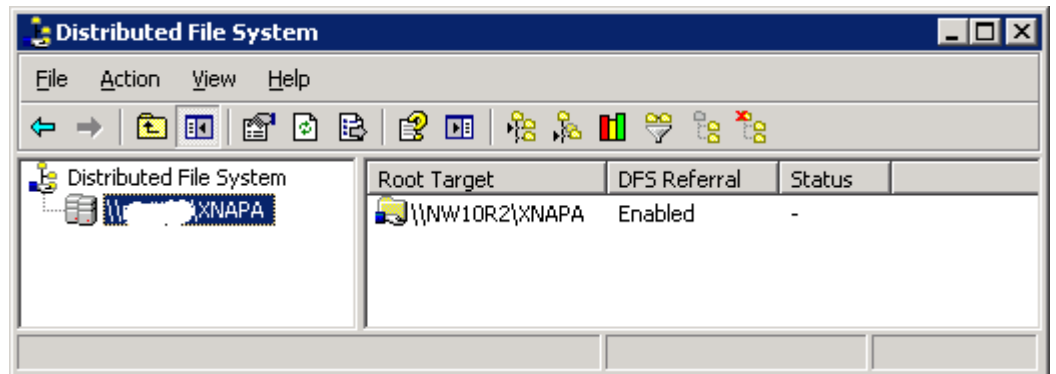 Distributed File System
File Action View Help
Distributed File System
\\ XNAPA
Root Target DFS Referral Status
\\NW10R2\XNAPA Enabled -